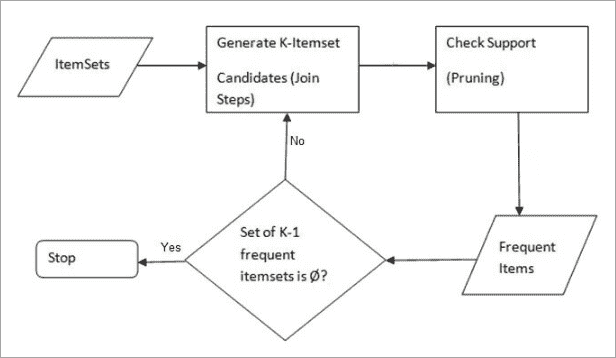 ItemSets
Generate K-Itemset
Candidates (Join
Steps)
Check Support
(Pruning)
No
Set of K-1
frequent
itemsets is Ø?
Yes
Stop
Frequent
Items